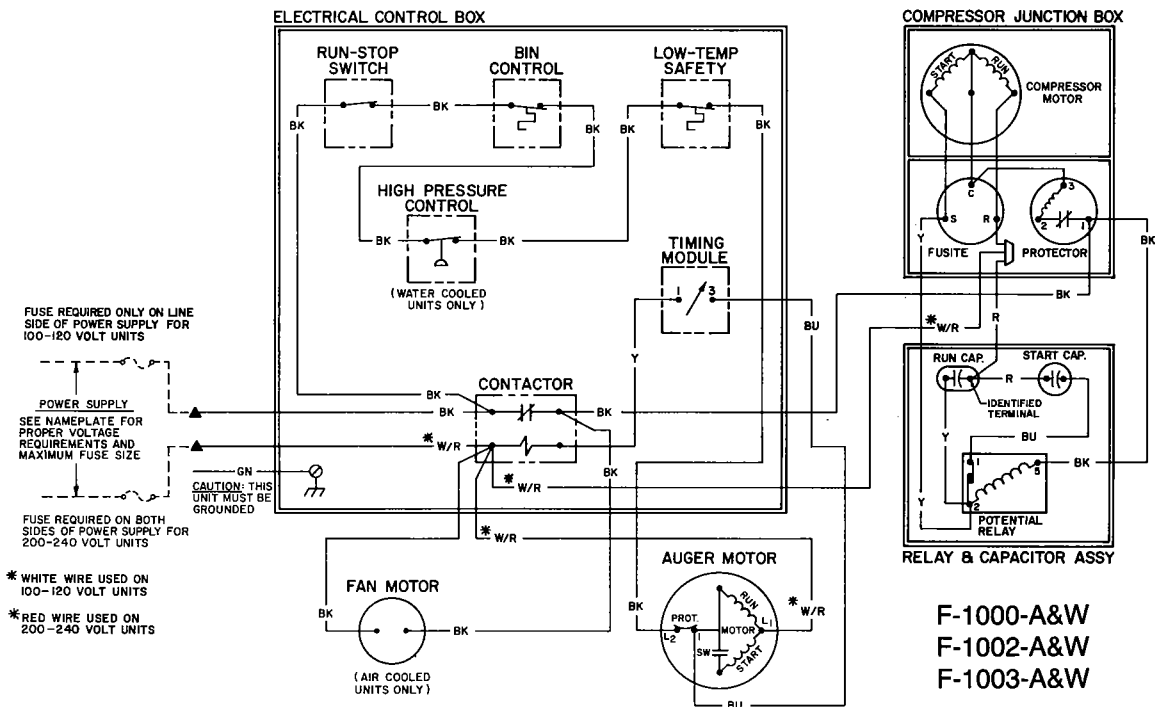 ELECTRICAL CONTROL BOX
COMPRESSOR JUNCTION BOX
RUN-STOP
SWITCH
BIN
CONTROL
LOW-TEMP
SAFETY
START
RUN
COMPRESSOR
MOTOR
BK
BK
BK
BK
BK
HIGH PRESSURE
CONTROL
BK
BK
(WATER COOLED
UNITS ONLY)
TIMING
MODULE
1
3
C
S
R
3
2
1
FUSITE
PROTECTOR
Y
BK
BK
BU
Y
* W/R
R
FUSE REQUIRED ONLY ON LINE
SIDE OF POWER SUPPLY FOR
100-120 VOLT UNITS
POWER SUPPLY
SEE NAMEPLATE FOR
PROPER VOLTAGE
REQUIREMENTS AND
MAXIMUM FUSE SIZE
FUSE REQUIRED ON BOTH
SIDES OF POWER SUPPLY FOR
200-240 VOLT UNITS
* WHITE WIRE USED ON
100-120 VOLT UNITS
* RED WIRE USED ON
200-240 VOLT UNITS
CONTACTOR
BK
BK
BK
* W/R
BK
* W/R
GN
CAUTION: THIS
UNIT MUST BE
GROUNDED
RUN CAP.
START CAP.
R
IDENTIFIED
TERMINAL
Y
BU
1
5
BK
2
Y
POTENTIAL
RELAY
RELAY & CAPACITOR ASSY
* W/R
FAN MOTOR
BK
BK
(AIR COOLED
UNITS ONLY)
AUGER MOTOR
BK
PROT.
L2
1
MOTOR
SW
RUN
START
L1
* W/R
BU
F-1000-A&W
F-1002-A&W
F-1003-A&W